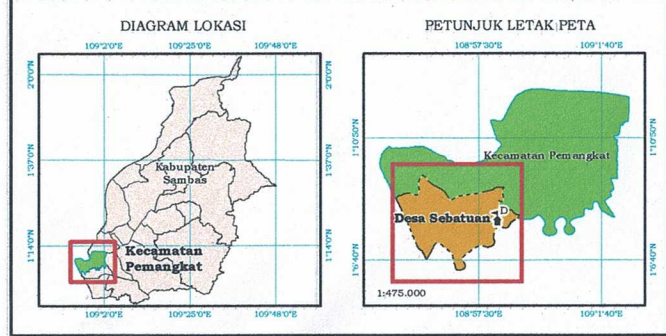 DIAGRAM LOKASI
109°2'0"E 109°25'0"E 109°48'0"E
2°0'0"N 2°0'0"N
1°37'0"N 1°37'0"N
Kabupaten
Sambas
1°14'0"N 1°14'0"N
Kecamatan
Pemangkat
109°2'0"E 109°25'0"E 109°48'0"E
PETUNJUK LETAK PETA
108°57'30"E 109°1'40"E
1°10'50"N 1°10'50"N
Kecamatan Pemangkat
D
Desa Sebatuan
1°6'40"N 1°6'40"N
1:475.000
108°57'30"E 109°1'40"E